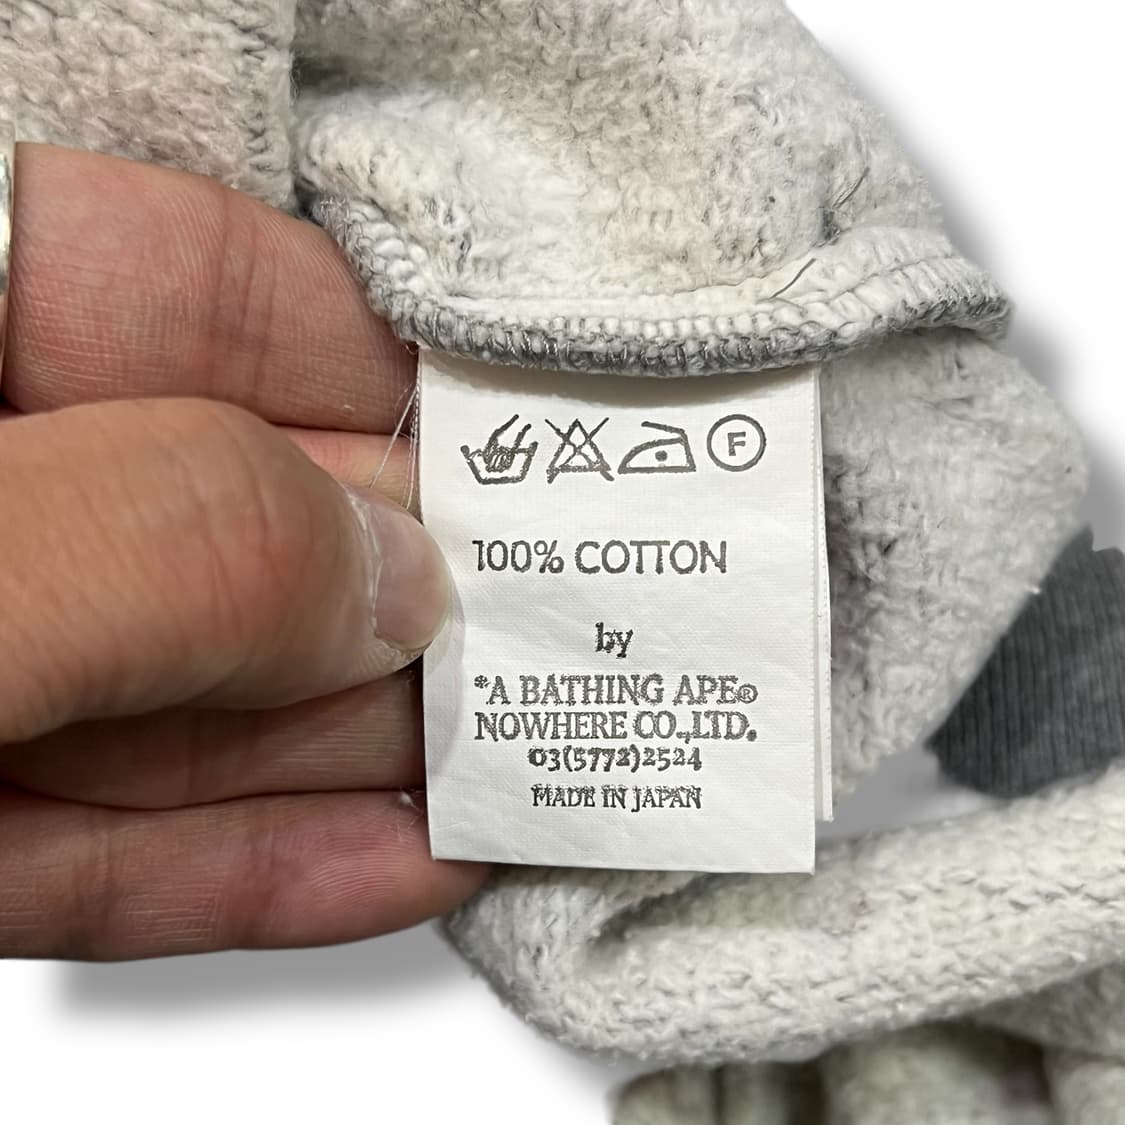 F
100% COTTON
by
*A BATHING APE®
NOWHERE CO.,LTD.
03(5772)2524
MADE IN JAPAN